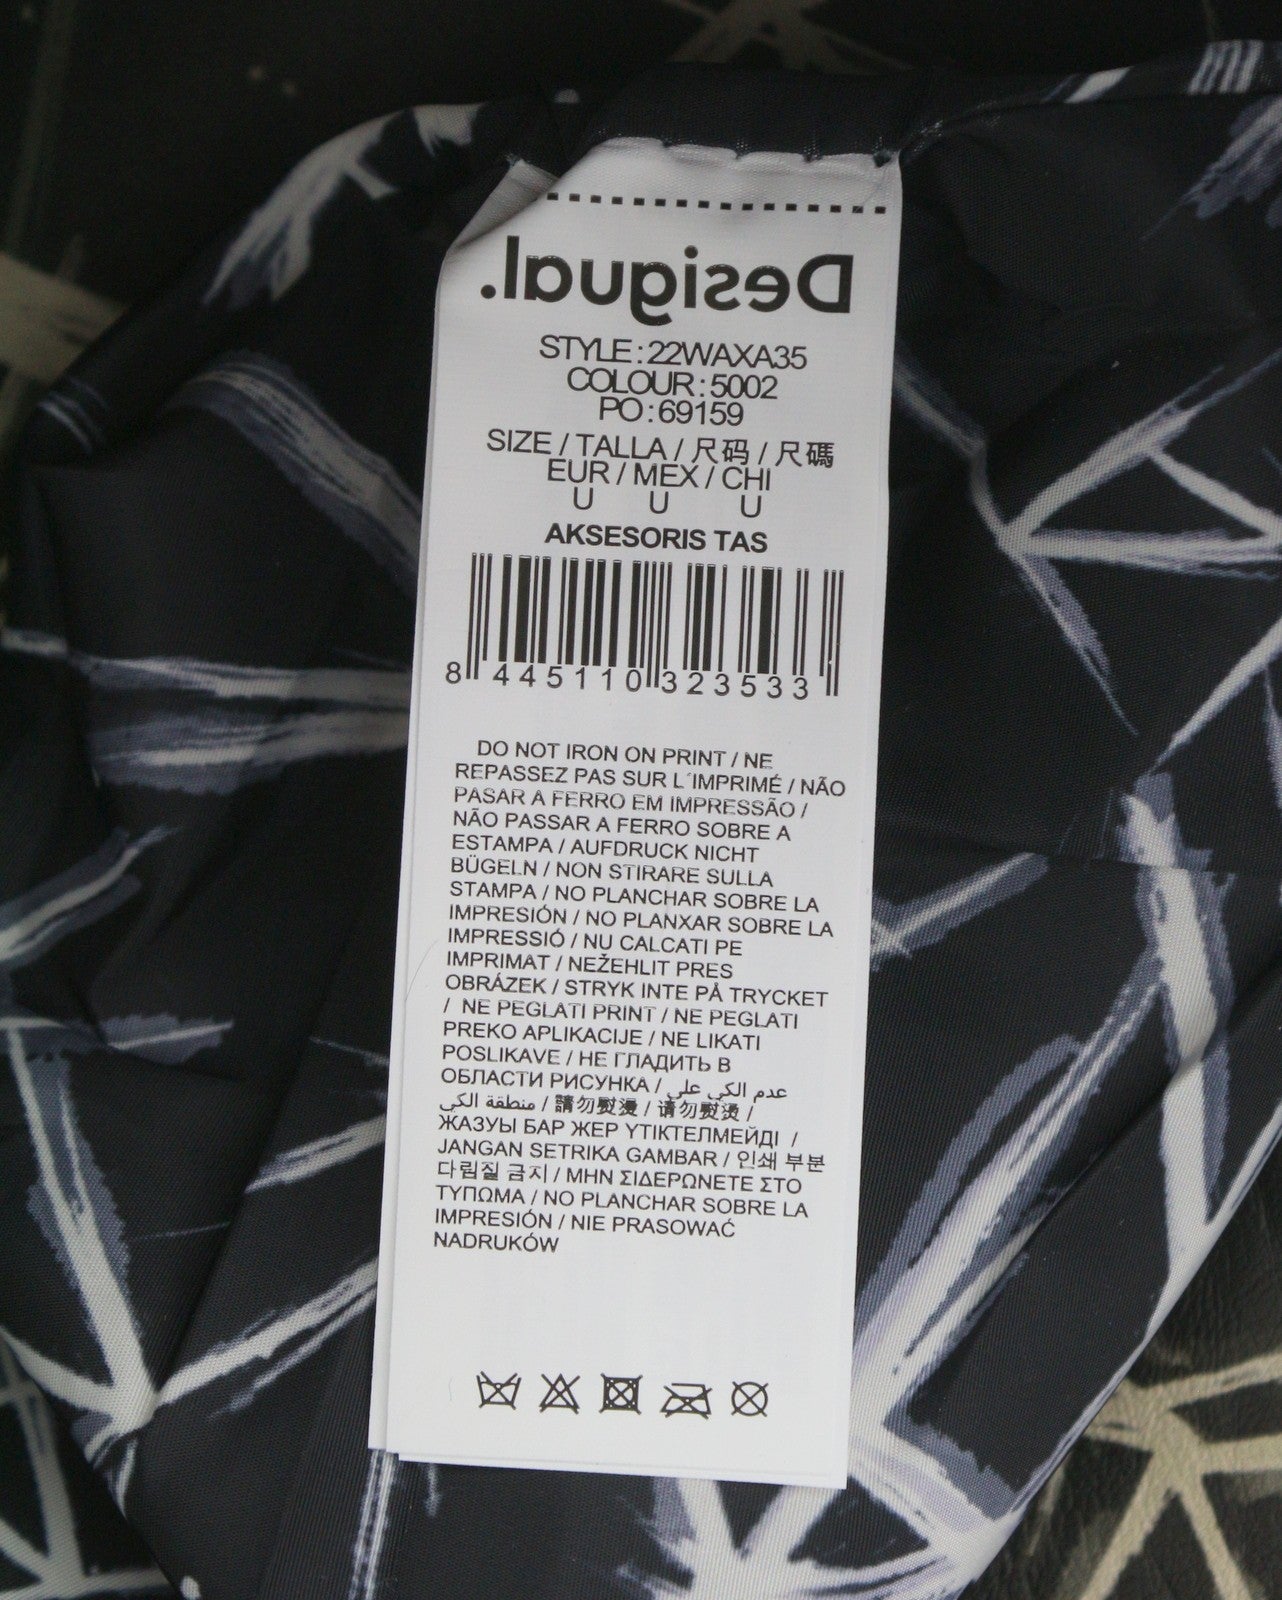 Desigual.
STYLE : 22WAXA35
COLOUR : 5002
PO : 69159
SIZE / TALLA / 尺码 / 尺碼
EUR / MEX / CHI
U U U
AKSESORIS TAS
8 445110 323533
DO NOT IRON ON PRINT / NE
REPASSEZ PAS SUR L´IMPRIMÉ / NÃO
PASAR A FERRO EM IMPRESSÃO /
NÃO PASSAR A FERRO SOBRE A
ESTAMPA / AUFDRUCK NICHT
BÜGELN / NON STIRARE SULLA
STAMPA / NO PLANCHAR SOBRE LA
IMPRESIÓN / NO PLANXAR SOBRE LA
IMPRESSIÓ / NU CALCATI PE
IMPRIMAT / NEŽEHLIT PRES
OBRÁZEK / STRYK INTE PÅ TRYCKET
/ NE PEGLATI PRINT / NE PEGLATI
PREKO APLIKACIJE / NE LIKATI
POSLIKAVE / НЕ ГЛАДИТЬ В
ОБЛАСТИ РИСУНКА / عدم الكي على
منطقة الكي / 請勿熨燙 / 请勿熨烫 /
ЖАЗУЫ БАР ЖЕР ҮТІКТЕЛМЕЙДІ /
JANGAN SETRIKA GAMBAR / 인쇄 부분
다림질 금지 / ΜΗΝ ΣΙΔΕΡΩΝΕΤΕ ΣΤΟ
ΤΥΠΩΜΑ / NO PLANCHAR SOBRE LA
IMPRESIÓN / NIE PRASOWAĆ
NADRUKÓW